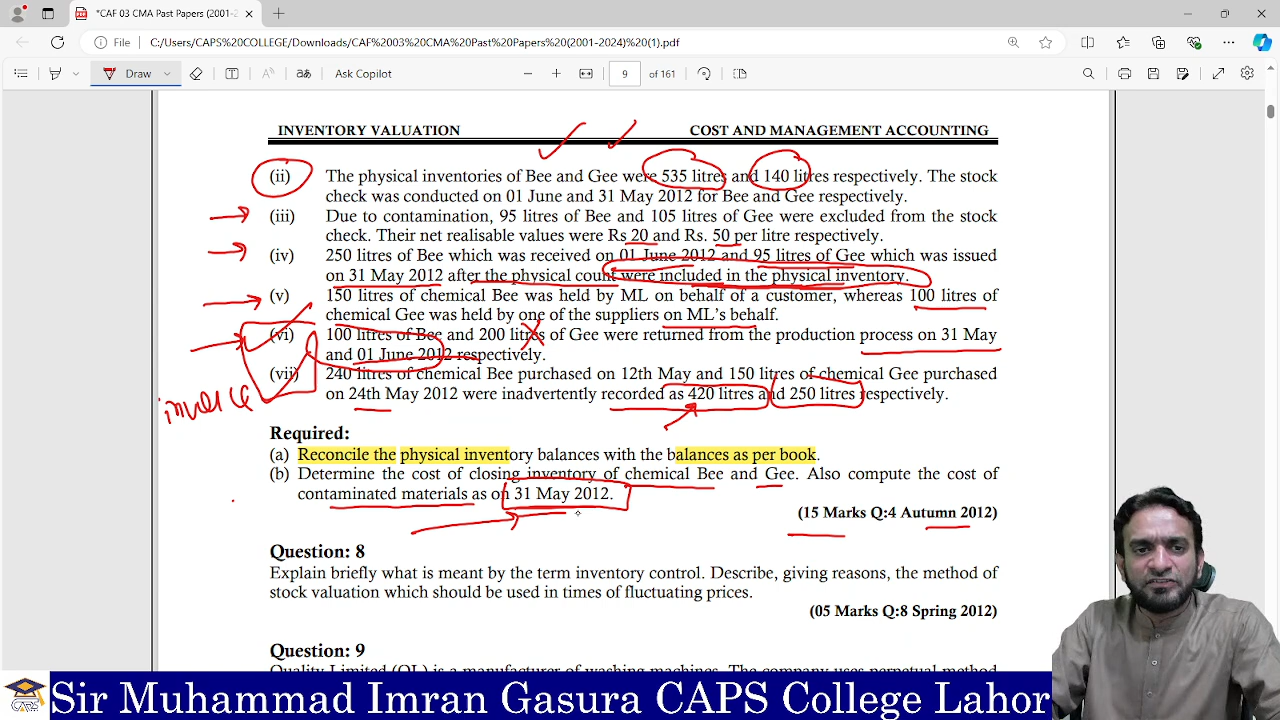 *CAF 03 CMA Past Papers (2001-2
File
C:/Users/CAPS%20COLLEGE/Downloads/CAF%2003%20CMA%20Past%20Papers%20(2001-2024)%20(1).pdf
Draw
Ask Copilot
9 of 161
INVENTORY VALUATION COST AND MANAGEMENT ACCOUNTING
(ii) The physical inventories of Bee and Gee were 535 litres and 140 litres respectively. The stock
check was conducted on 01 June and 31 May 2012 for Bee and Gee respectively.
(iii) Due to contamination, 95 litres of Bee and 105 litres of Gee were excluded from the stock
check. Their net realisable values were Rs 20 and Rs. 50 per litre respectively.
(iv) 250 litres of Bee which was received on 01 June 2012 and 95 litres of Gee which was issued
on 31 May 2012 after the physical count were included in the physical inventory.
(v) 150 litres of chemical Bee was held by ML on behalf of a customer, whereas 100 litres of
chemical Gee was held by one of the suppliers on ML's behalf.
(vi) 100 litres of Bee and 200 litres of Gee were returned from the production process on 31 May
and 01 June 2012 respectively.
(vii) 240 litres of chemical Bee purchased on 12th May and 150 litres of chemical Gee purchased
on 24th May 2012 were inadvertently recorded as 420 litres and 250 litres respectively.
Required:
(a) Reconcile the physical inventory balances with the balances as per book.
(b) Determine the cost of closing inventory of chemical Bee and Gee. Also compute the cost of
contaminated materials as on 31 May 2012.
(15 Marks Q:4 Autumn 2012)
Question: 8
Explain briefly what is meant by the term inventory control. Describe, giving reasons, the method of
stock valuation which should be used in times of fluctuating prices.
(05 Marks Q:8 Spring 2012)
Question: 9
Quality Limited (QL) is a manufacturer of washing machines. The company uses perpetual method
CAPS
Sir Muhammad Imran Gasura CAPS College Lahor